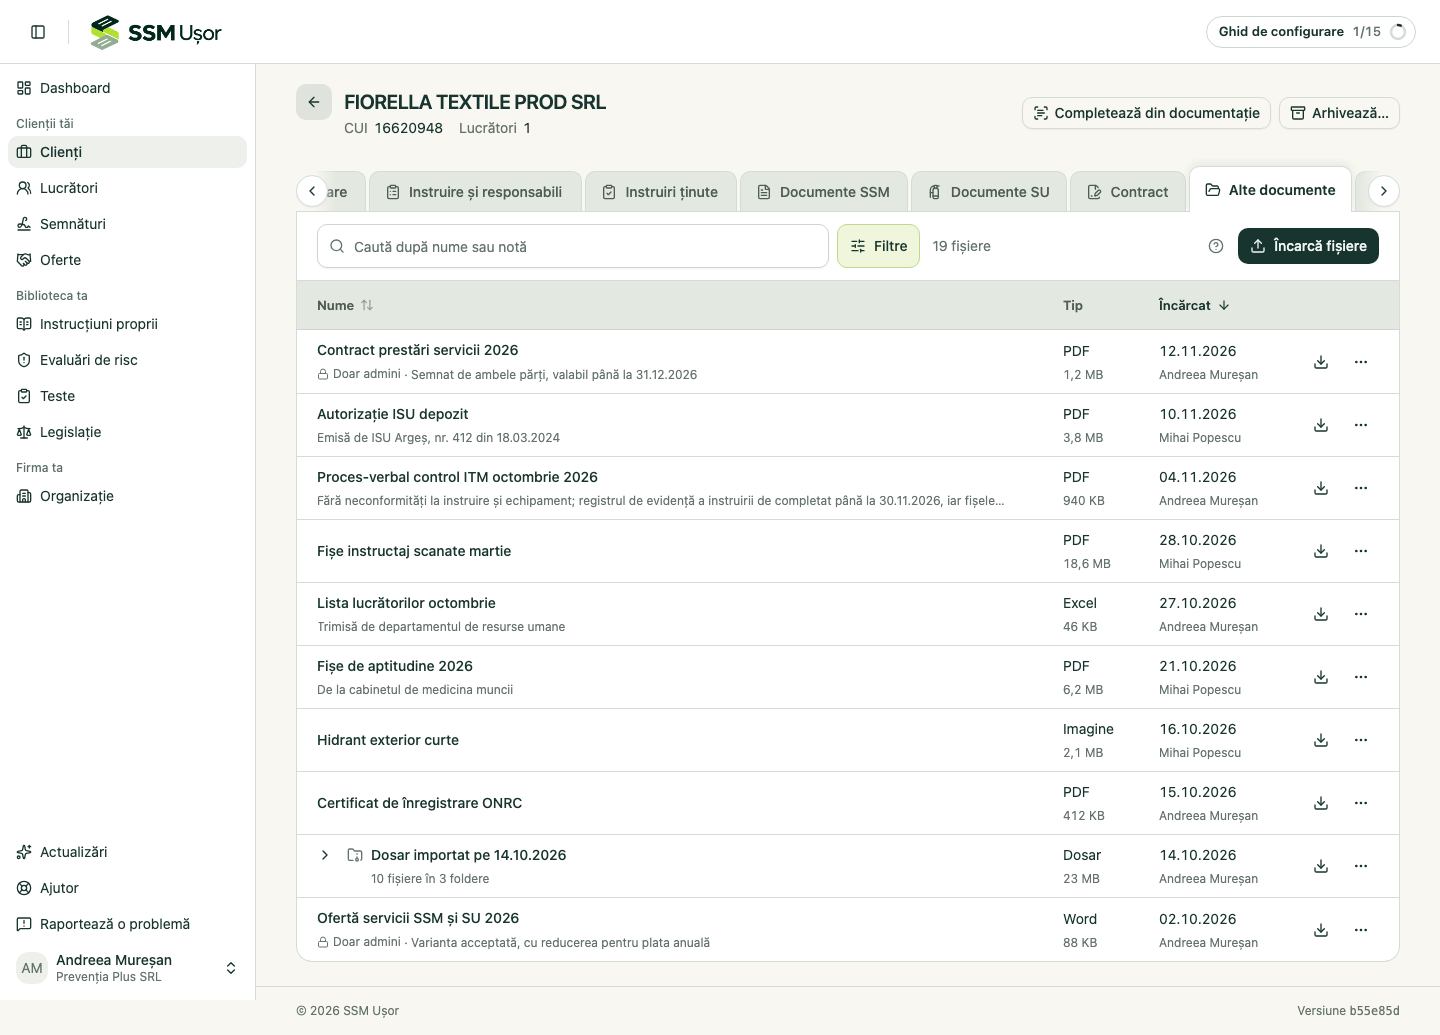 SSM Ușor
Ghid de configurare 1/15
Dashboard
Clienții tăi
Clienți
Lucrători
Semnături
Oferte
Biblioteca ta
Instrucțiuni proprii
Evaluări de risc
Teste
Legislație
Firma ta
Organizație
Actualizări
Ajutor
Raportează o problemă
AM
Andreea Mureșan
Prevenția Plus SRL
FIORELLA TEXTILE PROD SRL
CUI 16620948 Lucrători 1
Completează din documentație
Arhivează...
are
Instruire și responsabili
Instruiri ținute
Documente SSM
Documente SU
Contract
Alte documente
Caută după nume sau notă
Filtre
19 fișiere
Încarcă fișiere
Nume Tip Încărcat
Contract prestări servicii 2026 PDF 12.11.2026
Doar admini · Semnat de ambele părți, valabil până la 31.12.2026 1,2 MB Andreea Mureșan
Autorizație ISU depozit PDF 10.11.2026
Emisă de ISU Argeș, nr. 412 din 18.03.2024 3,8 MB Mihai Popescu
Proces-verbal control ITM octombrie 2026 PDF 04.11.2026
Fără neconformități la instruire și echipament; registrul de evidență a instruirii de completat până la 30.11.2026, iar fișele... 940 KB Andreea Mureșan
Fișe instructaj scanate martie PDF 28.10.2026
18,6 MB Mihai Popescu
Lista lucrătorilor octombrie Excel 27.10.2026
Trimisă de departamentul de resurse umane 46 KB Andreea Mureșan
Fișe de aptitudine 2026 PDF 21.10.2026
De la cabinetul de medicina muncii 6,2 MB Mihai Popescu
Hidrant exterior curte Imagine 16.10.2026
2,1 MB Mihai Popescu
Certificat de înregistrare ONRC PDF 15.10.2026
412 KB Andreea Mureșan
Dosar importat pe 14.10.2026 Dosar 14.10.2026
10 fișiere în 3 foldere 23 MB Andreea Mureșan
Ofertă servicii SSM și SU 2026 Word 02.10.2026
Doar admini · Varianta acceptată, cu reducerea pentru plata anuală 88 KB Andreea Mureșan
© 2026 SSM Ușor
Versiune b55e85d